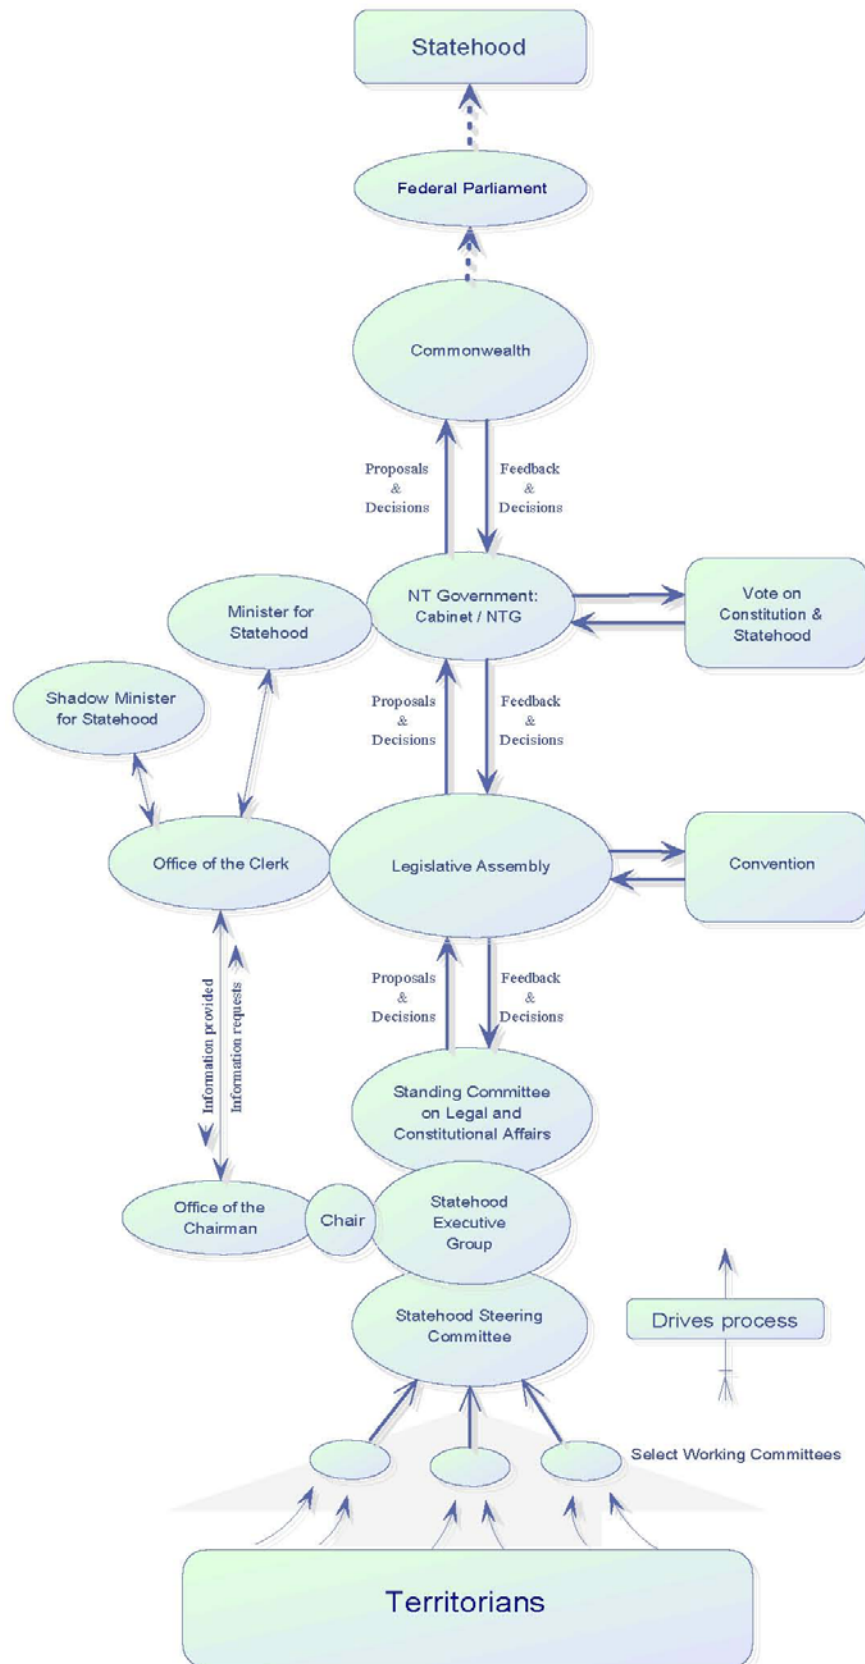 Statehood
Federal Parliament
Commonwealth
Proposals
&
Decisions
Feedback
&
Decisions
NT Government:
Cabinet / NTG
Minister for
Statehood
Vote on
Constitution &
Statehood
Shadow Minister
for Statehood
Proposals
&
Decisions
Feedback
&
Decisions
Office of the Clerk
Legislative Assembly
Convention
Information provided
Information requests
Proposals
&
Decisions
Feedback
&
Decisions
Standing Committee
on Legal and
Constitutional Affairs
Office of the
Chairman
Chair
Statehood
Executive
Group
Statehood Steering
Committee
Drives process
Select Working Committees
Territorians